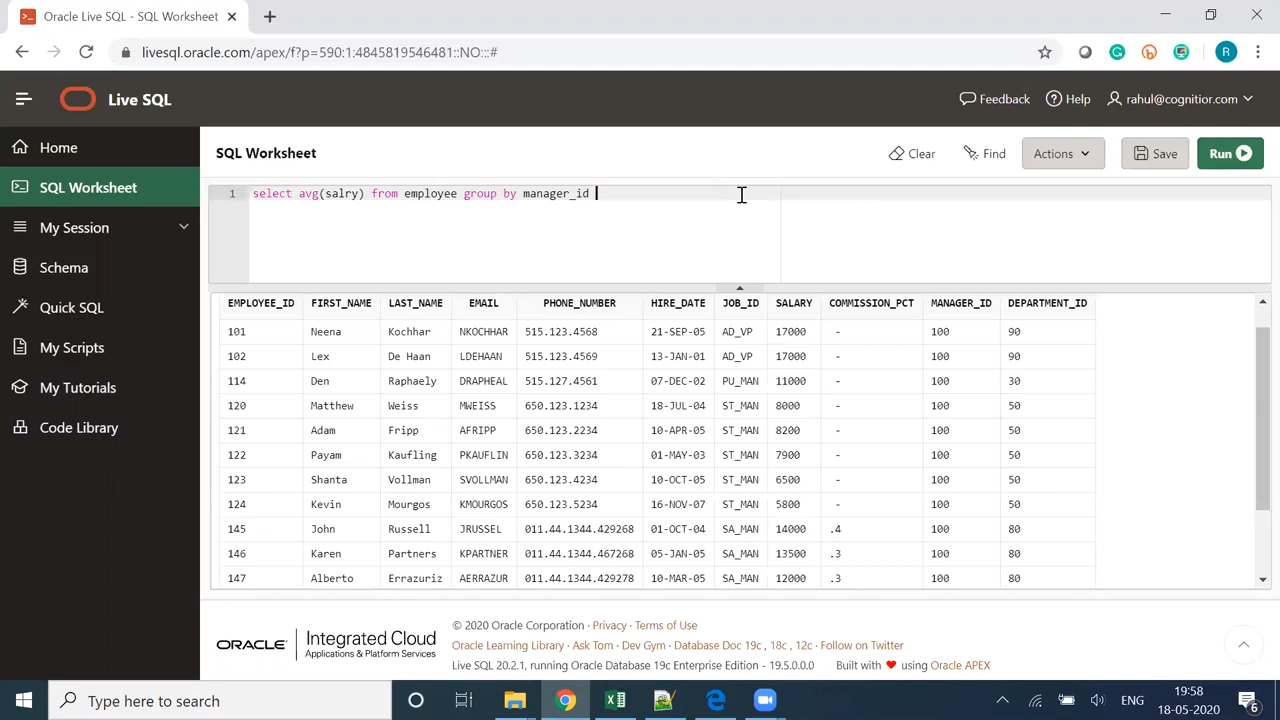 Oracle Live SQL - SQL Worksheet
livesql.oracle.com/apex/f?p=590:1:4845819546481::NO:::#
R
Live SQL
Feedback
Help
rahul@cognitior.com
Home
SQL Worksheet
My Session
Schema
Quick SQL
My Scripts
My Tutorials
Code Library
SQL Worksheet
Clear
Find
Actions
Save
Run
1 select avg(salry) from employee group by manager_id
EMPLOYEE_ID FIRST_NAME LAST_NAME EMAIL PHONE_NUMBER HIRE_DATE JOB_ID SALARY COMMISSION_PCT MANAGER_ID DEPARTMENT_ID
101 Neena Kochhar NKOCHHAR 515.123.4568 21-SEP-05 AD_VP 17000 - 100 90
102 Lex De Haan LDEHAAN 515.123.4569 13-JAN-01 AD_VP 17000 - 100 90
114 Den Raphaely DRAPHEAL 515.127.4561 07-DEC-02 PU_MAN 11000 - 100 30
120 Matthew Weiss MWEISS 650.123.1234 18-JUL-04 ST_MAN 8000 - 100 50
121 Adam Fripp AFRIPP 650.123.2234 10-APR-05 ST_MAN 8200 - 100 50
122 Payam Kaufling PKAUFLIN 650.123.3234 01-MAY-03 ST_MAN 7900 - 100 50
123 Shanta Vollman SVOLLMAN 650.123.4234 10-OCT-05 ST_MAN 6500 - 100 50
124 Kevin Mourgos KMOURGOS 650.123.5234 16-NOV-07 ST_MAN 5800 - 100 50
145 John Russell JRUSSEL 011.44.1344.429268 01-OCT-04 SA_MAN 14000 .4 100 80
146 Karen Partners KPARTNER 011.44.1344.467268 05-JAN-05 SA_MAN 13500 .3 100 80
147 Alberto Errazuriz AERRAZUR 011.44.1344.429278 10-MAR-05 SA_MAN 12000 .3 100 80
ORACLE Integrated Cloud
Applications & Platform Services
© 2020 Oracle Corporation · Privacy · Terms of Use
Oracle Learning Library · Ask Tom · Dev Gym · Database Doc 19c , 18c , 12c · Follow on Twitter
Live SQL 20.2.1, running Oracle Database 19c Enterprise Edition - 19.5.0.0.0 Built with ♥ using Oracle APEX
Type here to search
ENG
19:58
18-05-2020
6